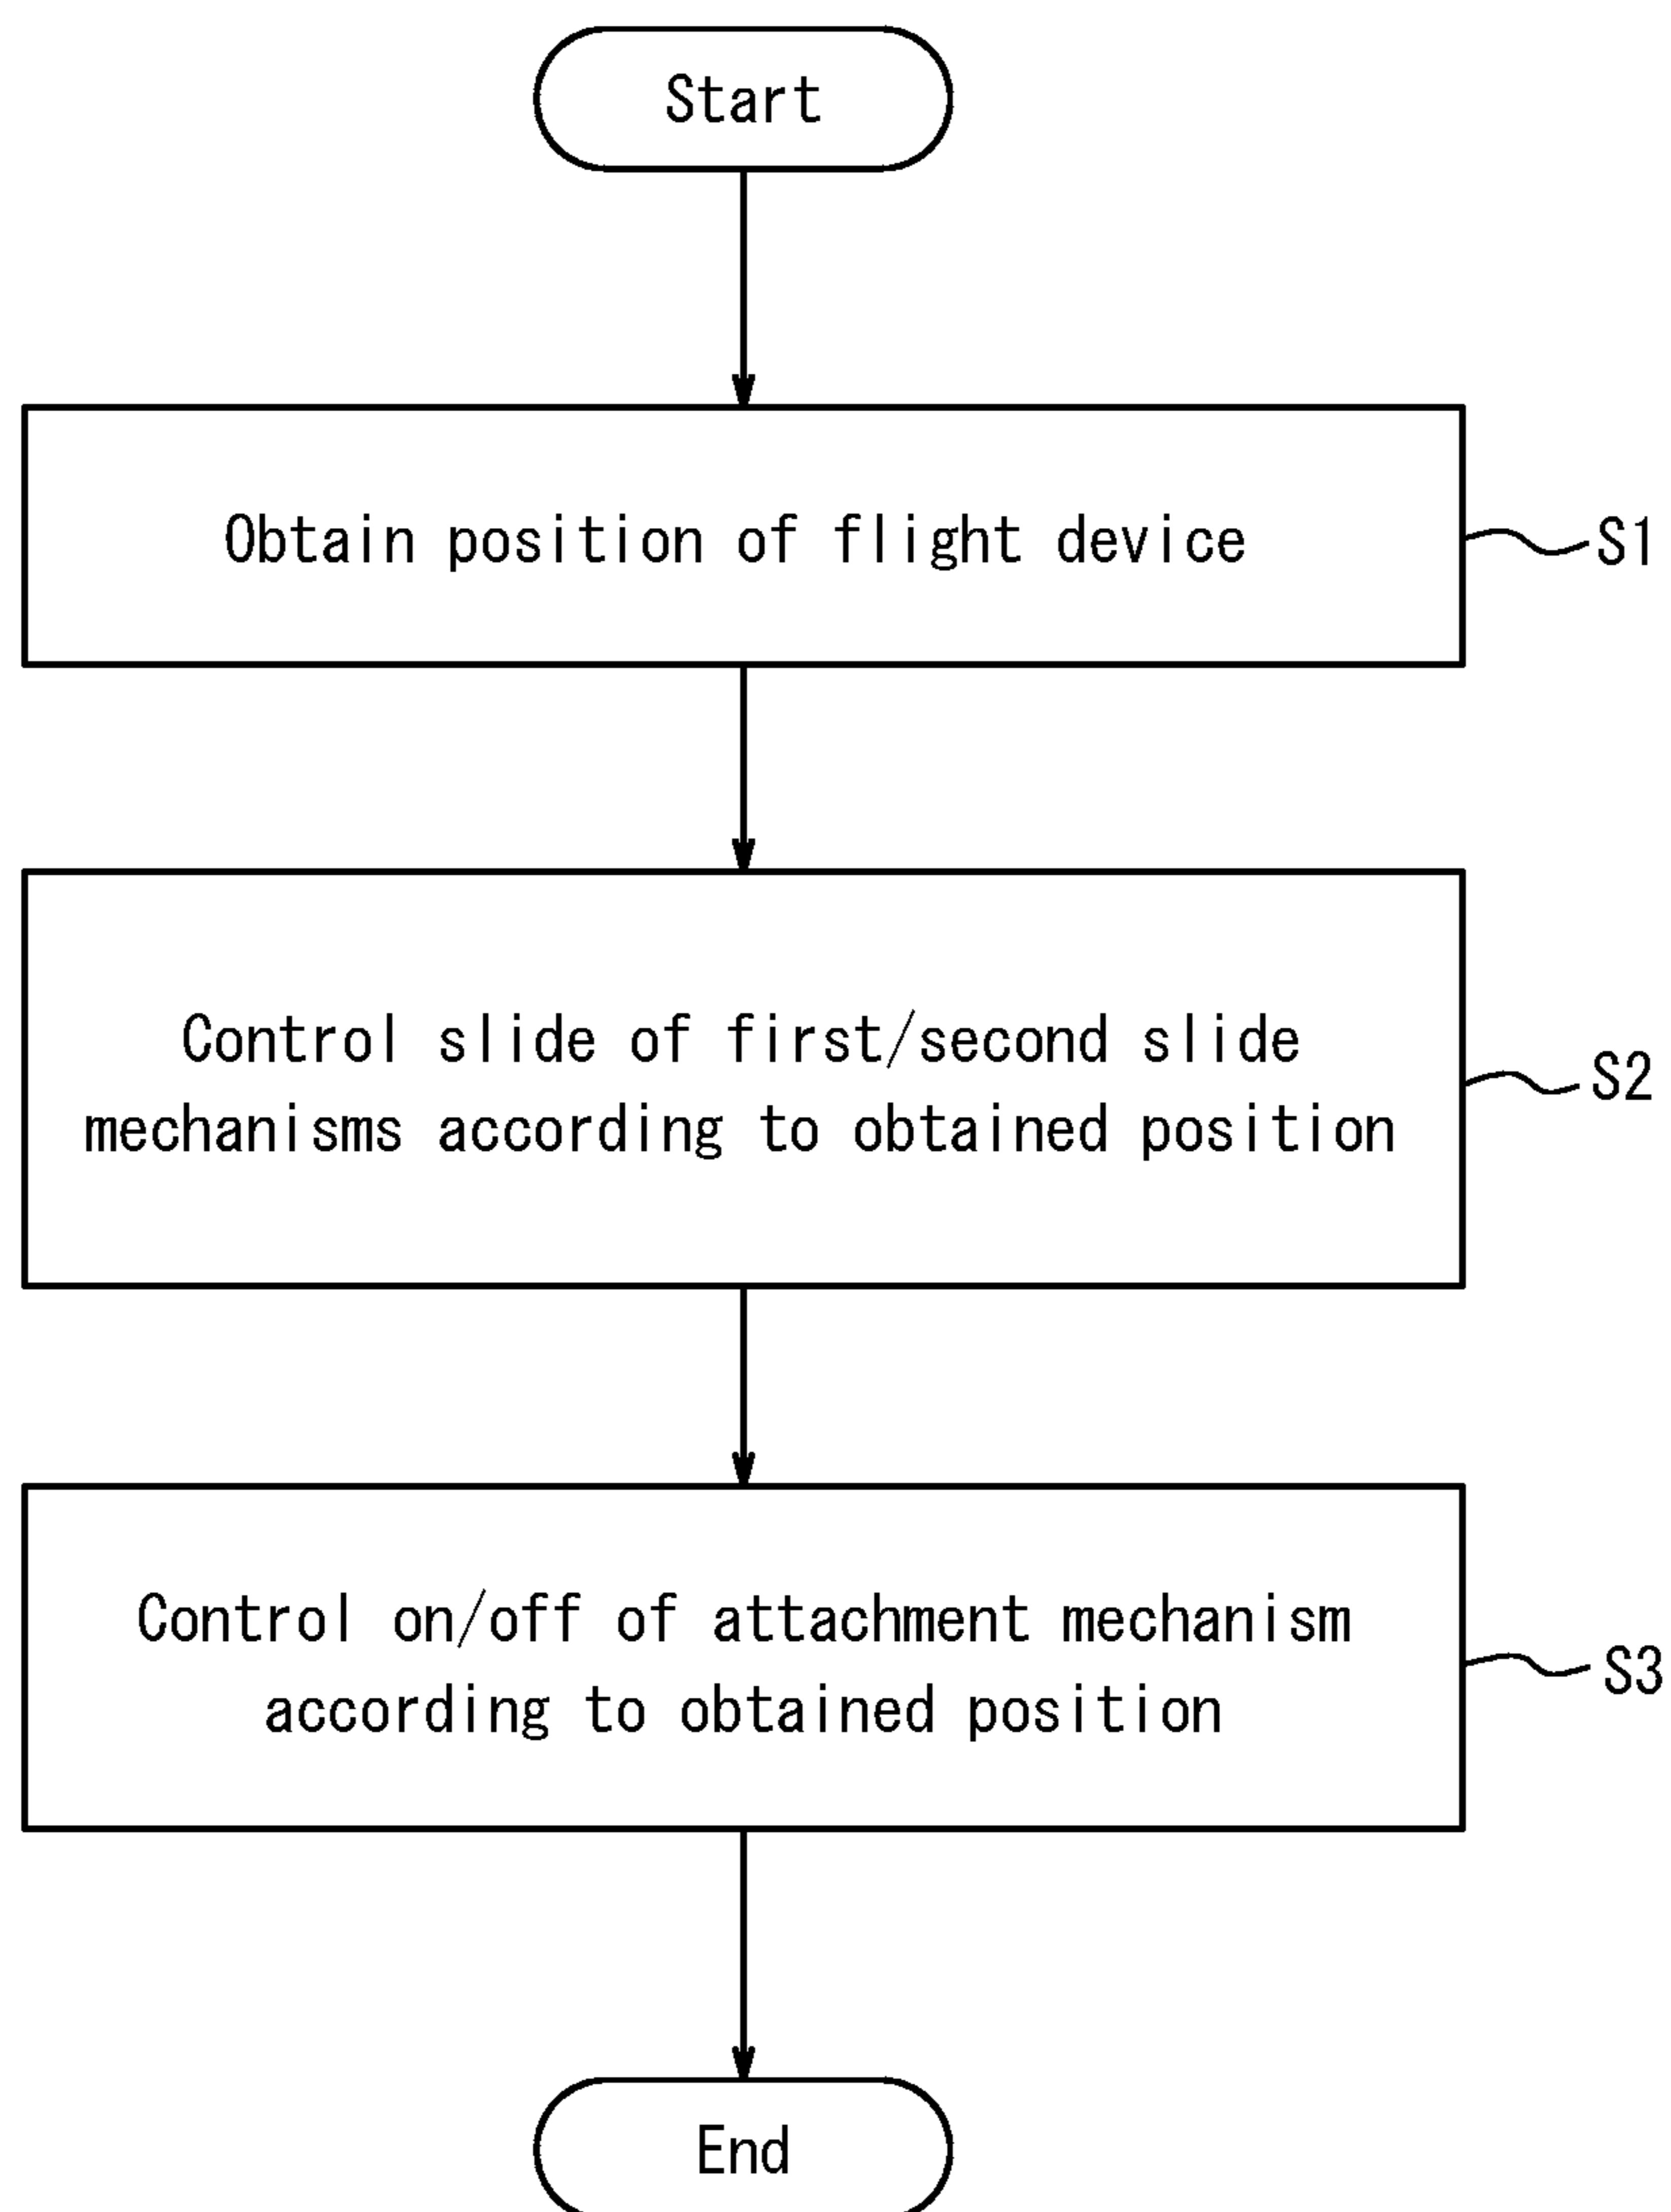 Start
Obtain position of flight device
S1
Control slide of first/second slide
mechanisms according to obtained position
S2
Control on/off of attachment mechanism
according to obtained position
S3
End